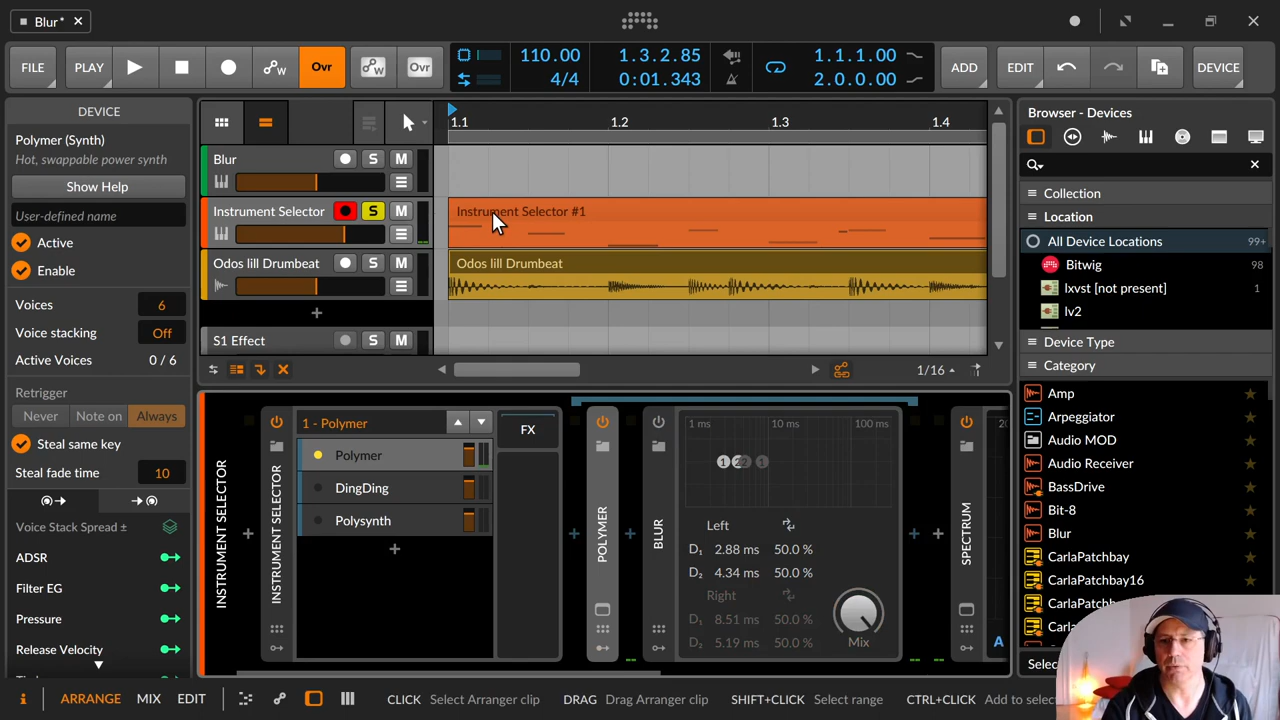 Blur*
FILE
PLAY
Ovr
Ovr
110.00
4/4
1.3.2.85
0:01.343
1.1.1.00
2.0.0.00
ADD
EDIT
DEVICE
DEVICE
Polymer (Synth)
Hot, swappable power synth
Show Help
User-defined name
Active
Enable
Voices 6
Voice stacking Off
Active Voices 0 / 6
Retrigger
Never Note on Always
Steal same key
Steal fade time 10
Voice Stack Spread ±
ADSR
Filter EG
Pressure
Release Velocity
1.1 1.2 1.3 1.4
Blur S M
Instrument Selector S M
Odos lill Drumbeat S M
S1 Effect S M
Instrument Selector #1
Odos lill Drumbeat
1/16
INSTRUMENT SELECTOR
INSTRUMENT SELECTOR
1 - Polymer
Polymer
DingDing
Polysynth
FX
POLYMER
BLUR
1 ms 10 ms 100 ms
1 2 2 1
Left
D₁ 2.88 ms 50.0 %
D₂ 4.34 ms 50.0 %
Right
D₁ 8.51 ms 50.0 %
D₂ 5.19 ms 50.0 %
Mix
SPECTRUM
20
A
Browser - Devices
Collection
Location
All Device Locations 99+
Bitwig 98
lxvst [not present] 1
lv2
Device Type
Category
Amp
Arpeggiator
Audio MOD
Audio Receiver
BassDrive
Bit-8
Blur
CarlaPatchbay
CarlaPatchbay16
ARRANGE MIX EDIT
CLICK Select Arranger clip DRAG Drag Arranger clip SHIFT+CLICK Select range CTRL+CLICK Add to selec